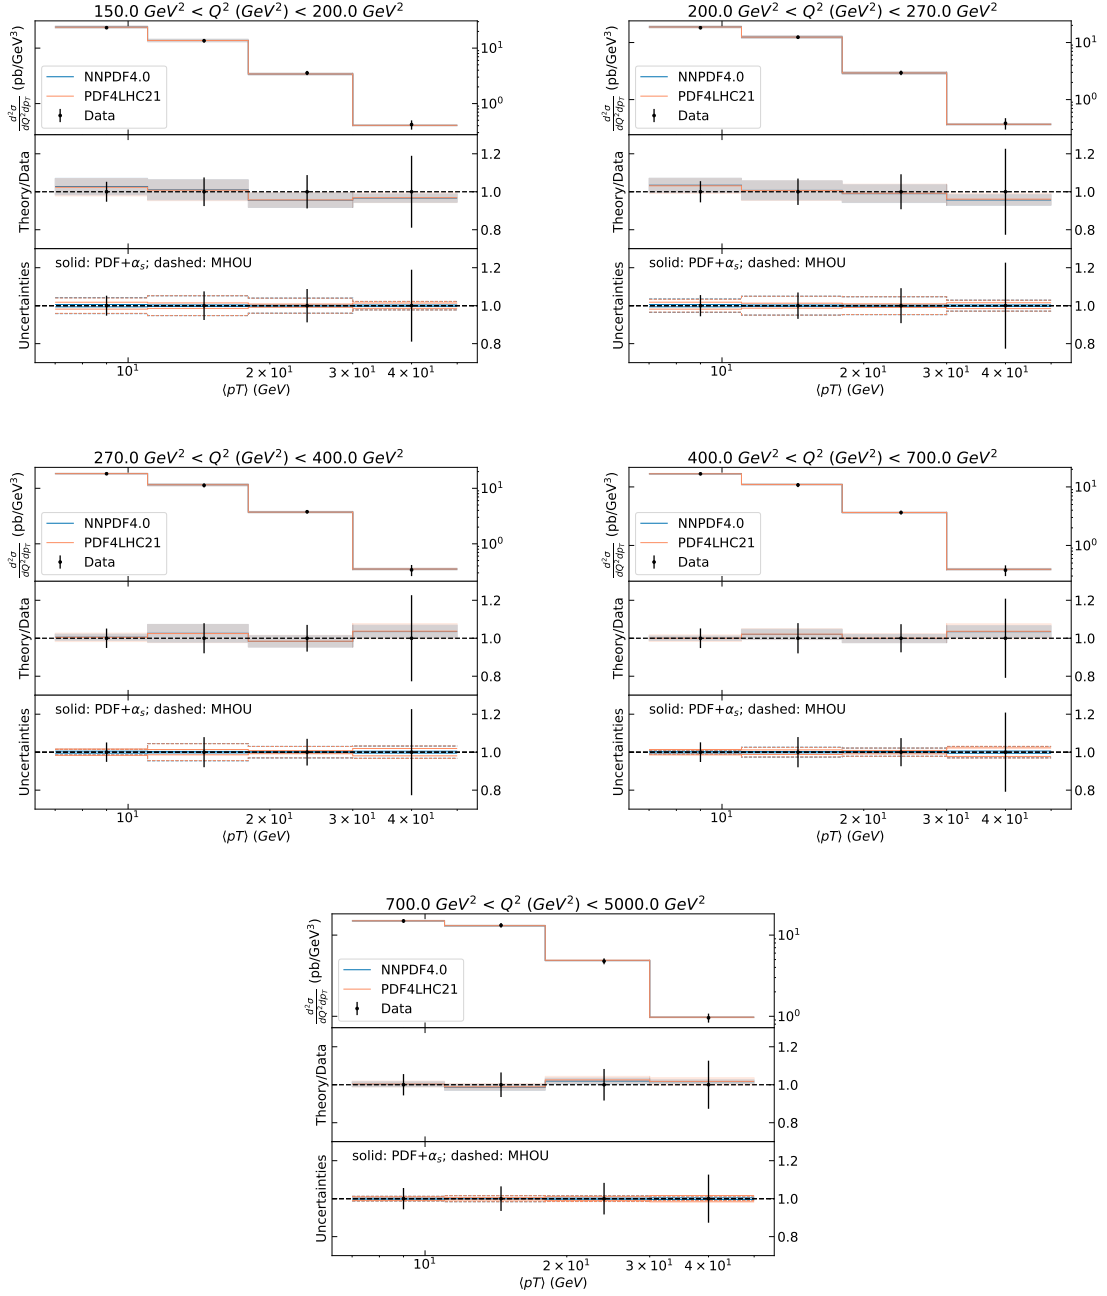 150.0 GeV² < Q² (GeV²) < 200.0 GeV²
d²σ/dQ²dp_T (pb/GeV³)
10¹
10⁰
NNPDF4.0
PDF4LHC21
Data
Theory/Data
1.2
1.0
0.8
Uncertainties
solid: PDF+α_s; dashed: MHOU
1.2
1.0
0.8
10¹ 2 × 10¹ 3 × 10¹ 4 × 10¹
⟨pT⟩ (GeV)
200.0 GeV² < Q² (GeV²) < 270.0 GeV²
d²σ/dQ²dp_T (pb/GeV³)
10¹
10⁰
NNPDF4.0
PDF4LHC21
Data
Theory/Data
1.2
1.0
0.8
Uncertainties
solid: PDF+α_s; dashed: MHOU
1.2
1.0
0.8
10¹ 2 × 10¹ 3 × 10¹ 4 × 10¹
⟨pT⟩ (GeV)
270.0 GeV² < Q² (GeV²) < 400.0 GeV²
d²σ/dQ²dp_T (pb/GeV³)
10¹
10⁰
NNPDF4.0
PDF4LHC21
Data
Theory/Data
1.2
1.0
0.8
Uncertainties
solid: PDF+α_s; dashed: MHOU
1.2
1.0
0.8
10¹ 2 × 10¹ 3 × 10¹ 4 × 10¹
⟨pT⟩ (GeV)
400.0 GeV² < Q² (GeV²) < 700.0 GeV²
d²σ/dQ²dp_T (pb/GeV³)
10¹
10⁰
NNPDF4.0
PDF4LHC21
Data
Theory/Data
1.2
1.0
0.8
Uncertainties
solid: PDF+α_s; dashed: MHOU
1.2
1.0
0.8
10¹ 2 × 10¹ 3 × 10¹ 4 × 10¹
⟨pT⟩ (GeV)
700.0 GeV² < Q² (GeV²) < 5000.0 GeV²
d²σ/dQ²dp_T (pb/GeV³)
10¹
10⁰
NNPDF4.0
PDF4LHC21
Data
Theory/Data
1.2
1.0
0.8
Uncertainties
solid: PDF+α_s; dashed: MHOU
1.2
1.0
0.8
10¹ 2 × 10¹ 3 × 10¹ 4 × 10¹
⟨pT⟩ (GeV)